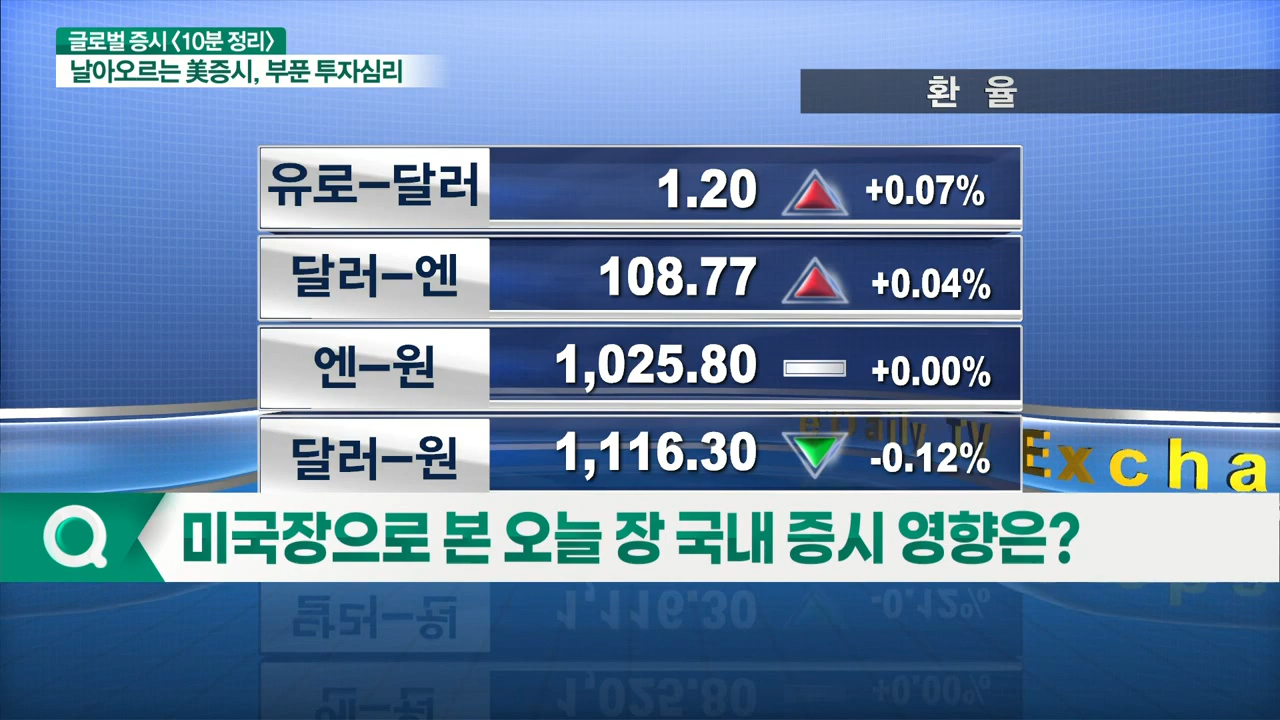 글로벌 증시 <10분 정리>
날아오르는 美증시, 부푼 투자심리
환 율
유로-달러 1.20 +0.07%
달러-엔 108.77 +0.04%
엔-원 1,025.80 +0.00%
달러-원 1,116.30 -0.12%
eDaily TV Excha
미국장으로 본 오늘 장 국내 증시 영향은?